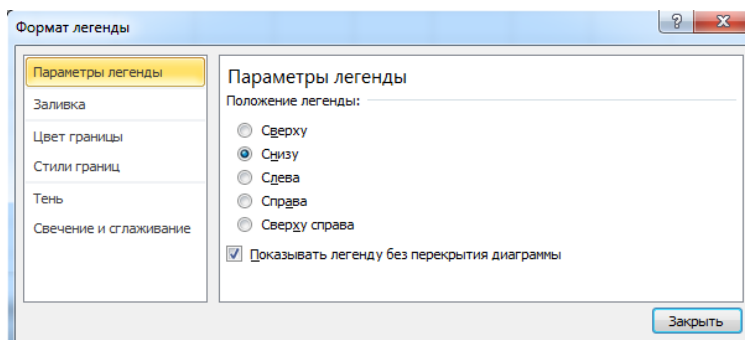 Формат легенды
Параметры легенды
Заливка
Цвет границы
Стили границ
Тень
Свечение и сглаживание
Параметры легенды
Положение легенды:
Сверху
Снизу
Слева
Справа
Сверху справа
Показывать легенду без перекрытия диаграммы
Закрыть